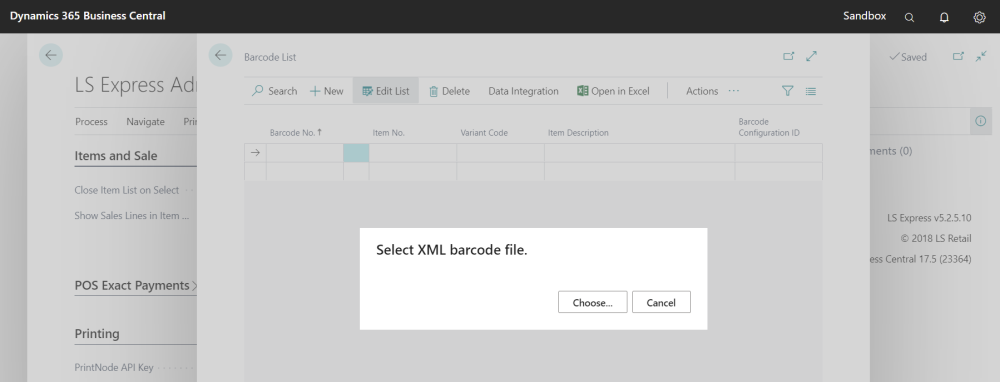 Dynamics 365 Business Central
Sandbox
Barcode List
Saved
LS Express Ad
Search
New
Edit List
Delete
Data Integration
Open in Excel
Actions
Process
Navigate
Pri
Barcode No. ↑
Item No.
Variant Code
Item Description
Barcode
Configuration ID
Items and Sale
ments (0)
Close Item List on Select
Show Sales Lines in Item ...
LS Express v5.2.5.10
© 2018 LS Retail
ess Central 17.5 (23364)
Select XML barcode file.
Choose...
Cancel
POS Exact Payments
Printing
PrintNode API Key